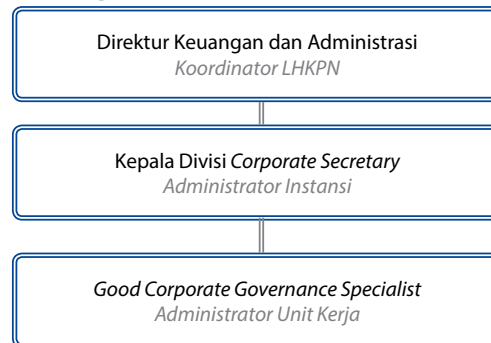 Direktur Keuangan dan Administrasi
Koordinator LHKPN
Kepala Divisi Corporate Secretary
Administrator Instansi
Good Corporate Governance Specialist
Administrator Unit Kerja